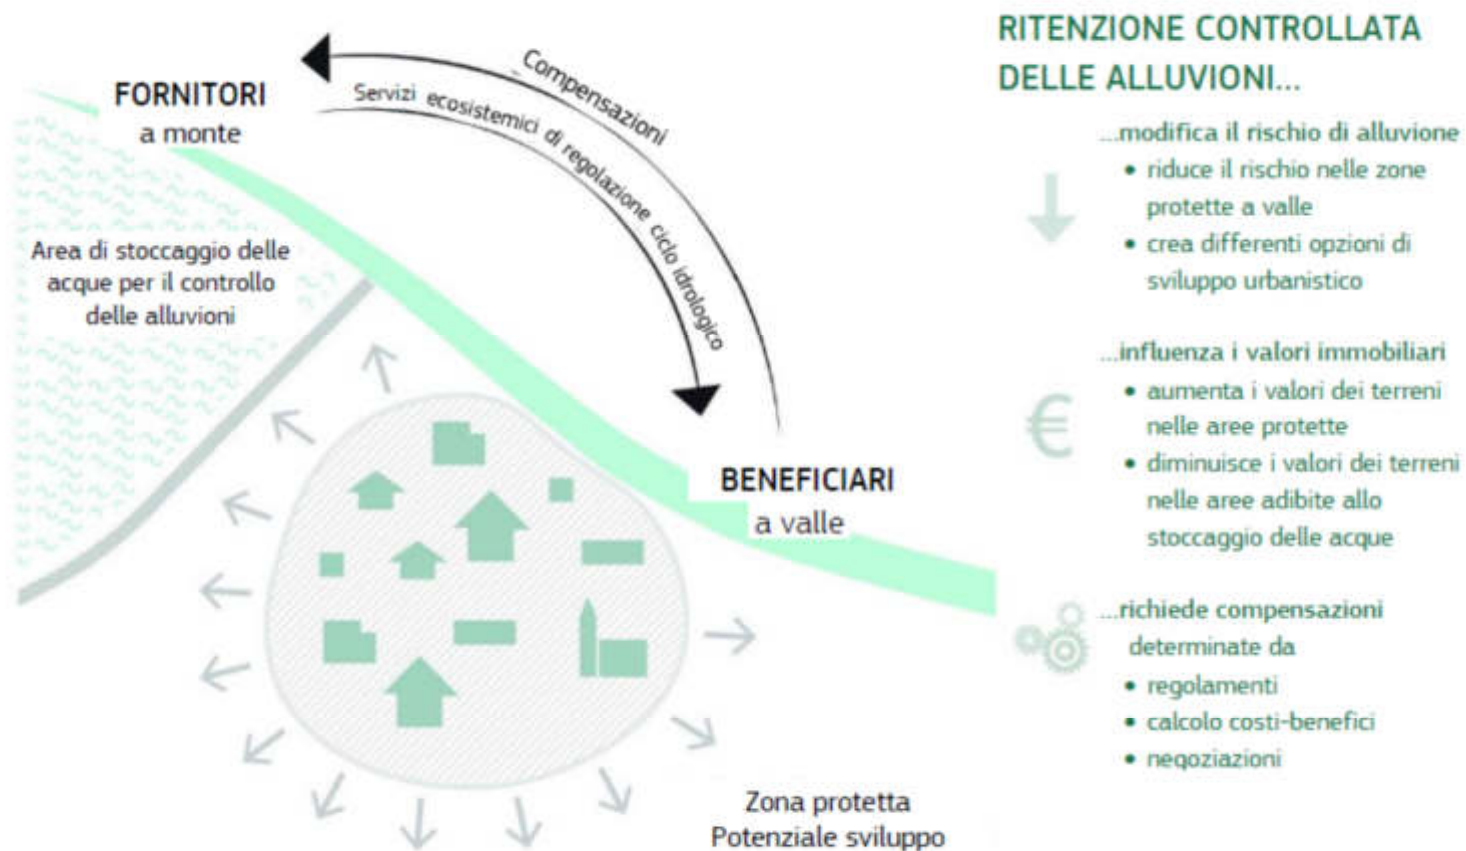 FORNITORI
a monte
Compensazioni
Servizi ecosistemici di regolazione ciclo idrologico
Area di stoccaggio delle
acque per il controllo
delle alluvioni
BENEFICIARI
a valle
Zona protetta
Potenziale sviluppo
RITENZIONE CONTROLLATA
DELLE ALLUVIONI...
...modifica il rischio di alluvione
• riduce il rischio nelle zone
protette a valle
• crea differenti opzioni di
sviluppo urbanistico
€
...influenza i valori immobiliari
• aumenta i valori dei terreni
nelle aree protette
• diminuisce i valori dei terreni
nelle aree adibite allo
stoccaggio delle acque
...richiede compensazioni
determinate da
• regolamenti
• calcolo costi-benefici
• negoziazioni